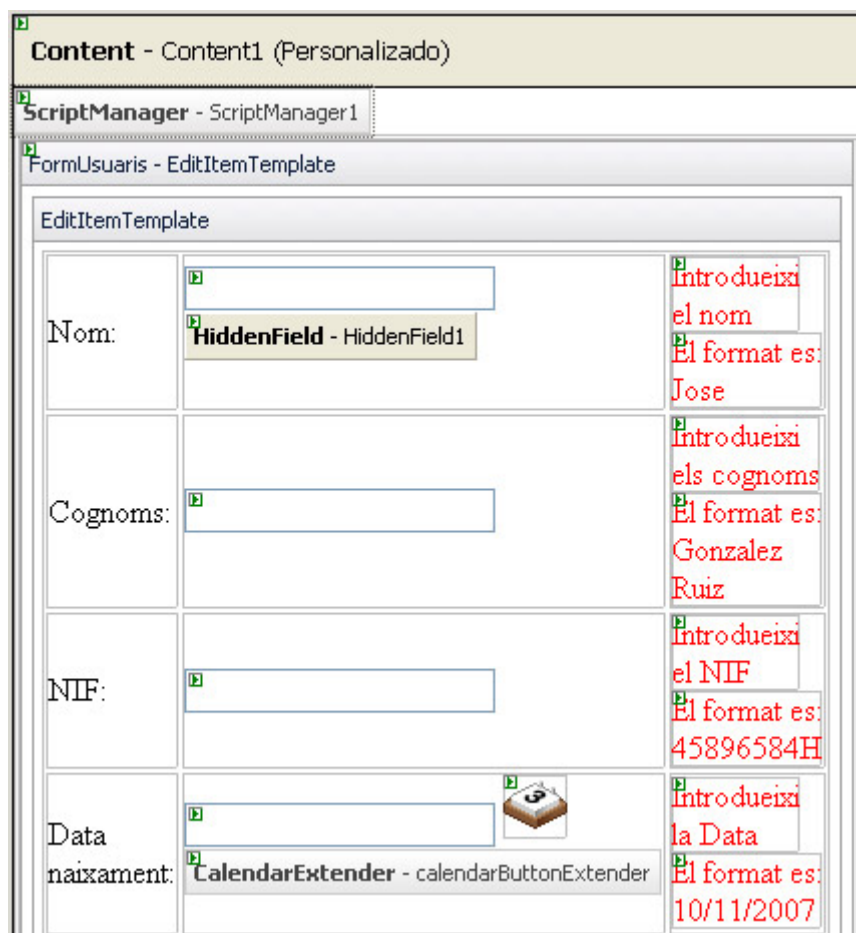 Content - Content1 (Personalizado)
ScriptManager - ScriptManager1
FormUsuaris - EditItemTemplate
EditItemTemplate
Nom:
HiddenField - HiddenField1
Introdueixi
el nom
El format es:
Jose
Cognoms:
Introdueixi
els cognoms
El format es:
Gonzalez
Ruiz
NIF:
Introdueixi
el NIF
El format es:
45896584H
Data
naixament:
3
CalendarExtender - calendarButtonExtender
Introdueixi
la Data
El format es:
10/11/2007